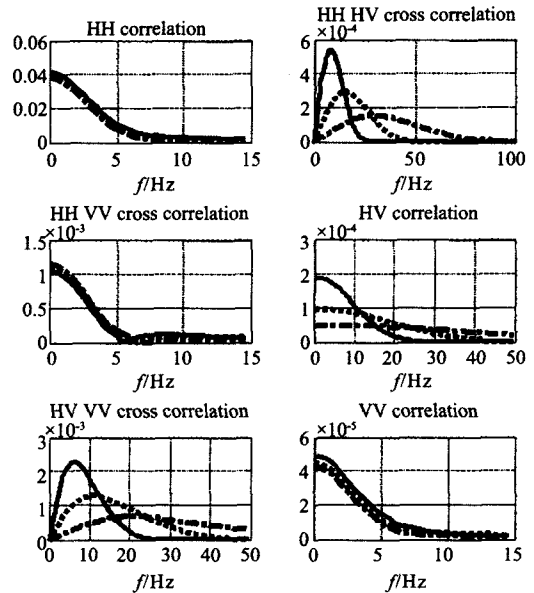 HH correlation
0.06
0.04
0.02
0
0 5 10 15
f/Hz
HH HV cross correlation
×10⁻⁴
6
4
2
0
0 50 100
f/Hz
HH VV cross correlation
×10⁻³
1.5
1
0.5
0
0 5 10 15
f/Hz
HV correlation
×10⁻⁴
3
2
1
0
0 10 20 30 40 50
f/Hz
HV VV cross correlation
×10⁻³
3
2
1
0
0 10 20 30 40 50
f/Hz
VV correlation
×10⁻⁵
6
4
2
0
0 5 10 15
f/Hz